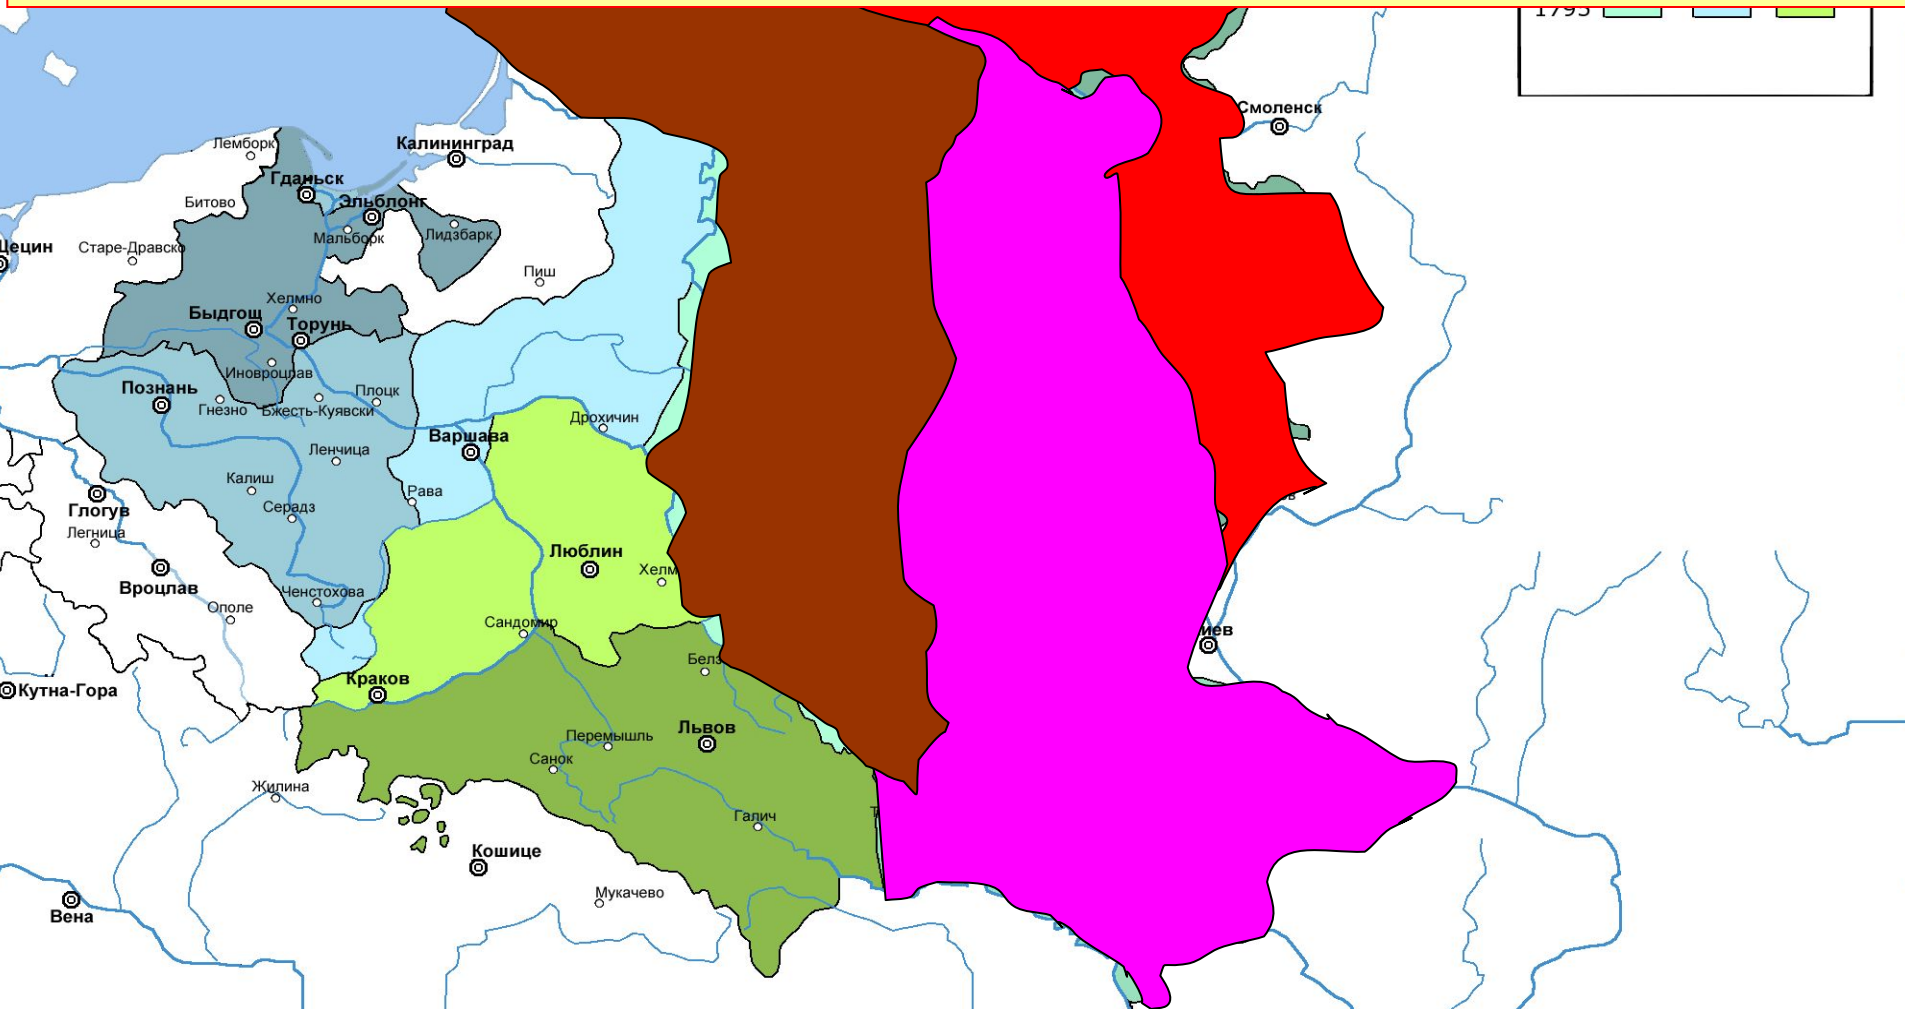 1795
Смоленск
Лемборк
Калининград
Гданьск
Битово
Эльблонг
Мальборк
Лидзбарк
Щецин
Старе-Дравско
Пиш
Хелмно
Быдгощ
Торунь
Иновроцлав
Познань
Гнезно
Бжесть-Куявски
Плоцк
Дрохичин
Варшава
Ленчица
Калиш
Рава
Серадз
Глогув
Легница
Люблин
Хелм
Вроцлав
Ченстохова
Ополе
Сандомир
иев
Белз
Краков
Кутна-Гора
Львов
Перемышль
Санок
Жилина
Галич
Т
Кошице
Мукачево
Вена